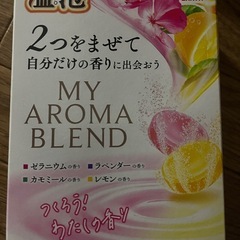 温泡
2つをまぜて
自分だけの香りに出会おう
MY
AROMA
BLEND
ゼラニウムの香り ラベンダーの香り
カモミールの香り レモンの香り
つくろう!
わたしの香り